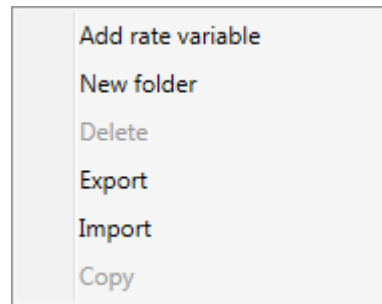 Add rate variable
New folder
Delete
Export
Import
Copy